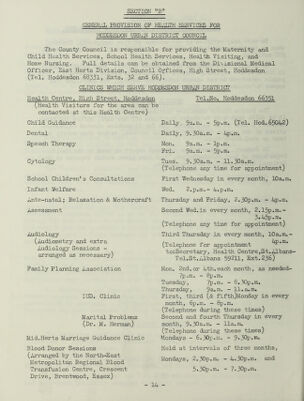 SECTION "B"
GENERAL PROVISION OF HEALTH SERVICES FOR
HODDESDON URBAN DISTRICT COUNCIL
The County Council is responsible for providing the Maternity and
Child Health Services, School Health Services, Health Visiting, and
Home Nursing. Full details can be obtained from the Divisional Medical
Officer, East Herts Division, Council Offices, High Street, Hoddesdon
(Tel. Hoddesdon 68331, Exts. 32 and 66).
CLINICS WHICH SERVE HODDESDON URBAN DISTRICT
Health Centre, High Street, Hoddesdon Tel.No. Hoddesdon 66351
(Health Visitors for the area can be
contacted at this Health Centre)
Child Guidance Daily 9a.m. - 5p.m. (Tel. Hod.65042)
Dental Daily, 9.30a.m. - 4p.m.
Speech Therapy Mon. 9a.m. - 1p.m.
Fri. 9a.m. - 5p.m.
Cytology Tues. 9.30a.m. - 11.30a.m.
(Telephone any time for appointment)
School Children's Consultations First Wednesday in every month, 10a.m.
Infant Welfare Wed. 2.p.m.- 4.p.m.
Ante-natal; Relaxation & Mothercraft Thursday and Friday, 2.30p.m. - 4p.m.
Assessment Second Wed.in every month, 2.15p.m.-
3.45p.m.
(Telephone any time for appointment)
Audiology Third Thursday in every month, 10a.m.-
4p.m.
(Audiometry and extra (Telephone for appointment
Audiology Sessions - to:Secretary, Health Centre,St.Albans-
arranged as necessary) Tel.St.Albans 59211, Ext.236)
Family Planning Association Mon. 2nd,or 4th.each month, as needed-
7p.m. - 8p.m.
Tuesday, 7p.m. - 8.30p.m.
Thursday, 9a.m. - 11a.m.
IUD. Clinic First, third (& fifth)Monday in every
month, 6p.m. - 8p.m.
(Telephone during these times)
Marital Problems Second and fourth Thursday in every
(Dr. M. Herman) month, 9.30a.m. - 11a.m.
(Telephone during these times)
Mid.Herts Marriage Guidance Clinic Mondays - 6.30p.m. - 9.30p.m.
Blood Donor Sessions Held at intervals of three months,
(Arranged by the North-East
Metropolitan Regional Blood Mondays, 2.30p.m. - 4.30p.m. and
Transfusion Centre, Crescent 5.30p.m. - 7.30p.m.
Drive, Brentwood, Essex)
- 14 -